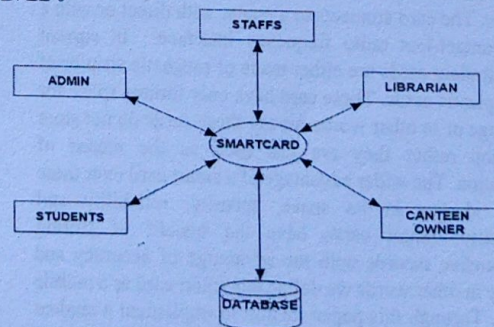 STAFFS
ADMIN
LIBRARIAN
SMARTCARD
STUDENTS
CANTEEN
OWNER
DATABASE